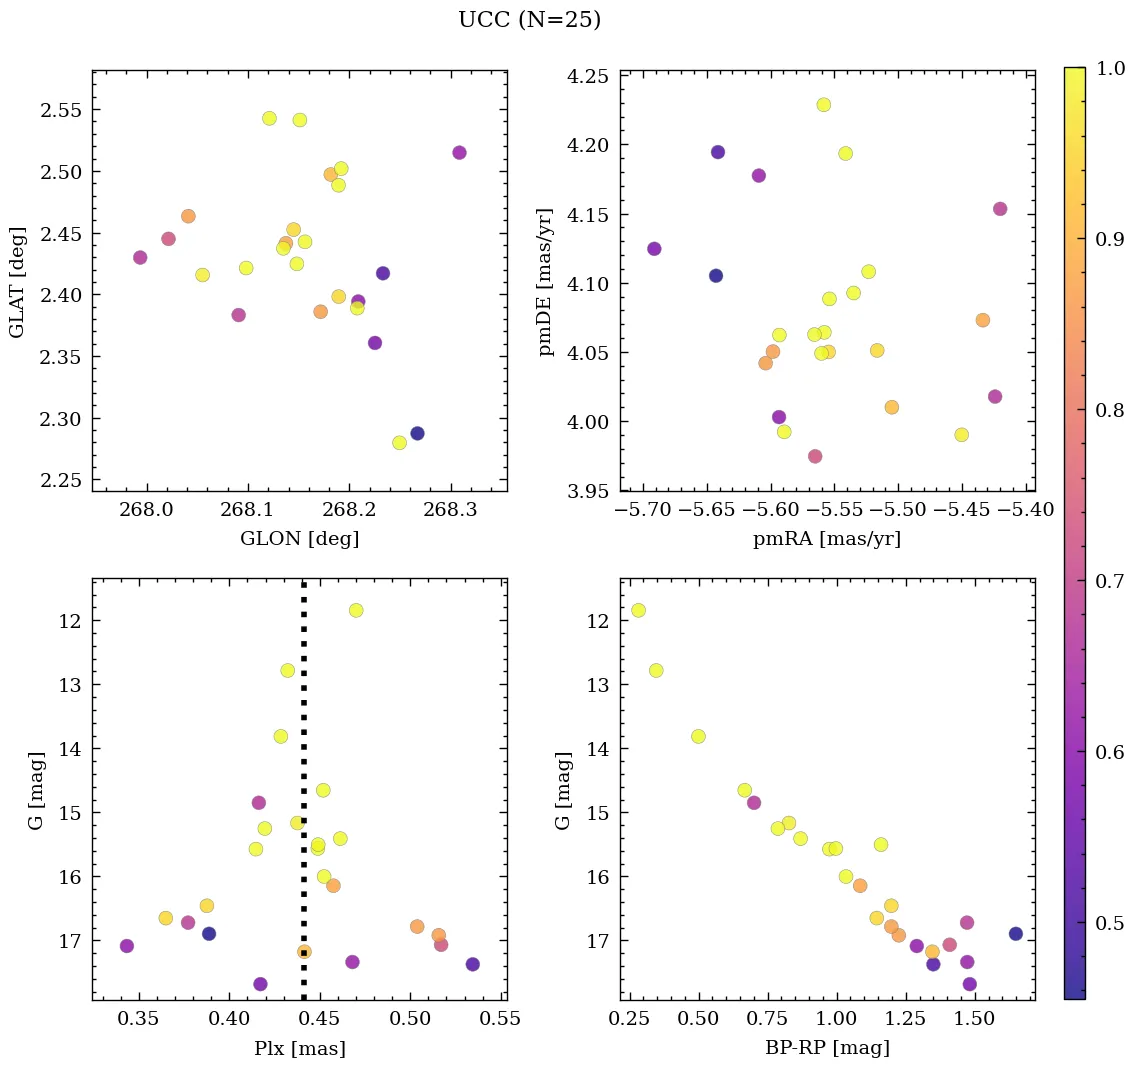 UCC (N=25)
2.55
2.50
2.45
2.40
2.35
2.30
2.25
GLAT [deg]
268.0 268.1 268.2 268.3
GLON [deg]
4.25
4.20
4.15
4.10
4.05
4.00
3.95
pmDE [mas/yr]
−5.70 −5.65 −5.60 −5.55 −5.50 −5.45 −5.40
pmRA [mas/yr]
12
13
14
15
16
17
G [mag]
0.35 0.40 0.45 0.50 0.55
Plx [mas]
12
13
14
15
16
17
G [mag]
0.25 0.50 0.75 1.00 1.25 1.50
BP-RP [mag]
1.0
0.9
0.8
0.7
0.6
0.5